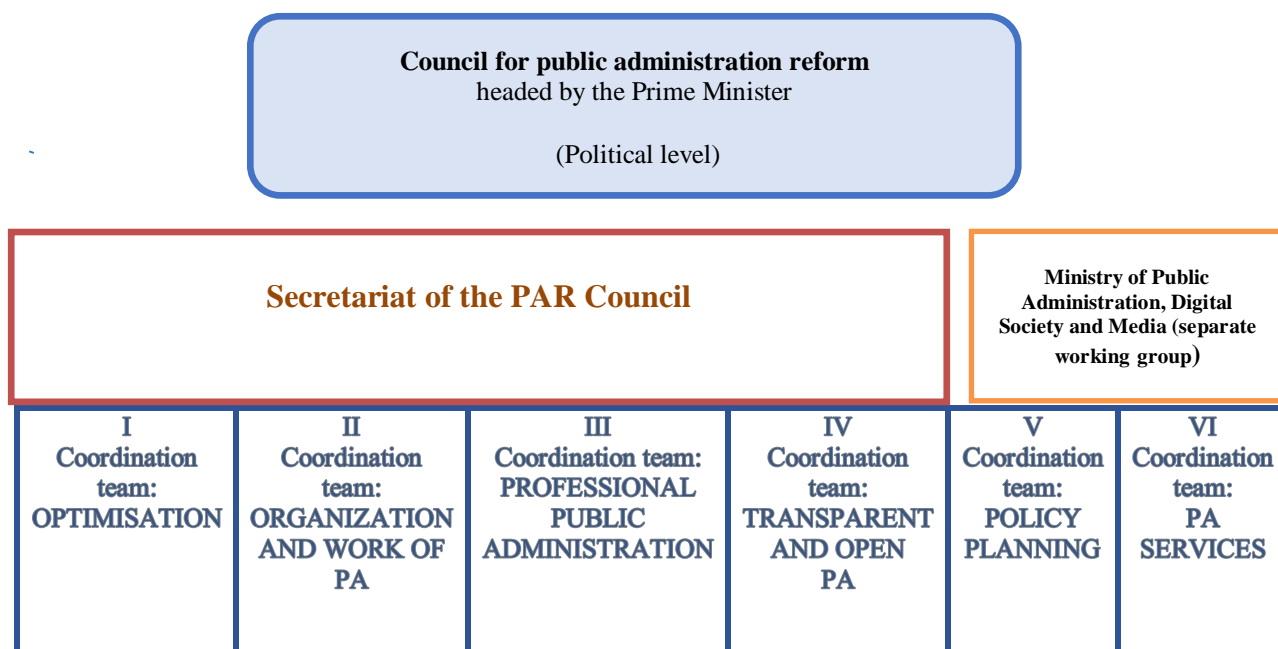 Council for public administration reform
headed by the Prime Minister
(Political level)
Secretariat of the PAR Council
Ministry of Public
Administration, Digital
Society and Media (separate
working group)
I
Coordination
team:
OPTIMISATION
II
Coordination
team:
ORGANIZATION
AND WORK OF
PA
III
Coordination team:
PROFESSIONAL
PUBLIC
ADMINISTRATION
IV
Coordination
team:
TRANSPARENT
AND OPEN
PA
V
Coordination
team:
POLICY
PLANNING
VI
Coordination
team:
PA
SERVICES